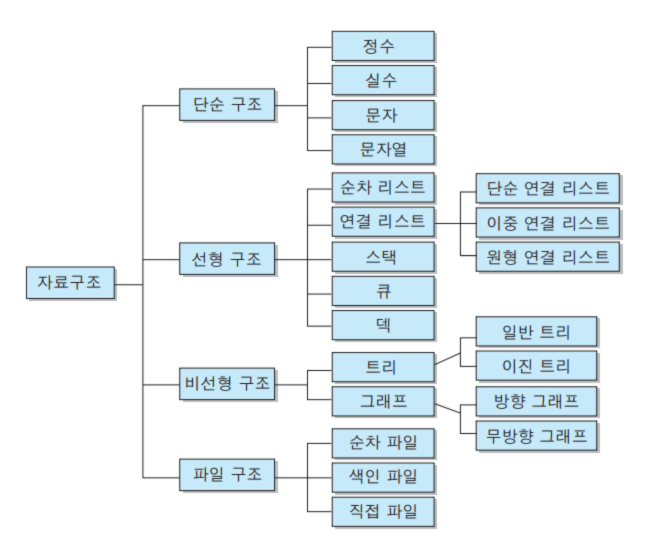 자료구조
단순 구조
정수
실수
문자
문자열
선형 구조
순차 리스트
연결 리스트
단순 연결 리스트
이중 연결 리스트
원형 연결 리스트
스택
큐
덱
비선형 구조
트리
일반 트리
이진 트리
그래프
방향 그래프
무방향 그래프
파일 구조
순차 파일
색인 파일
직접 파일